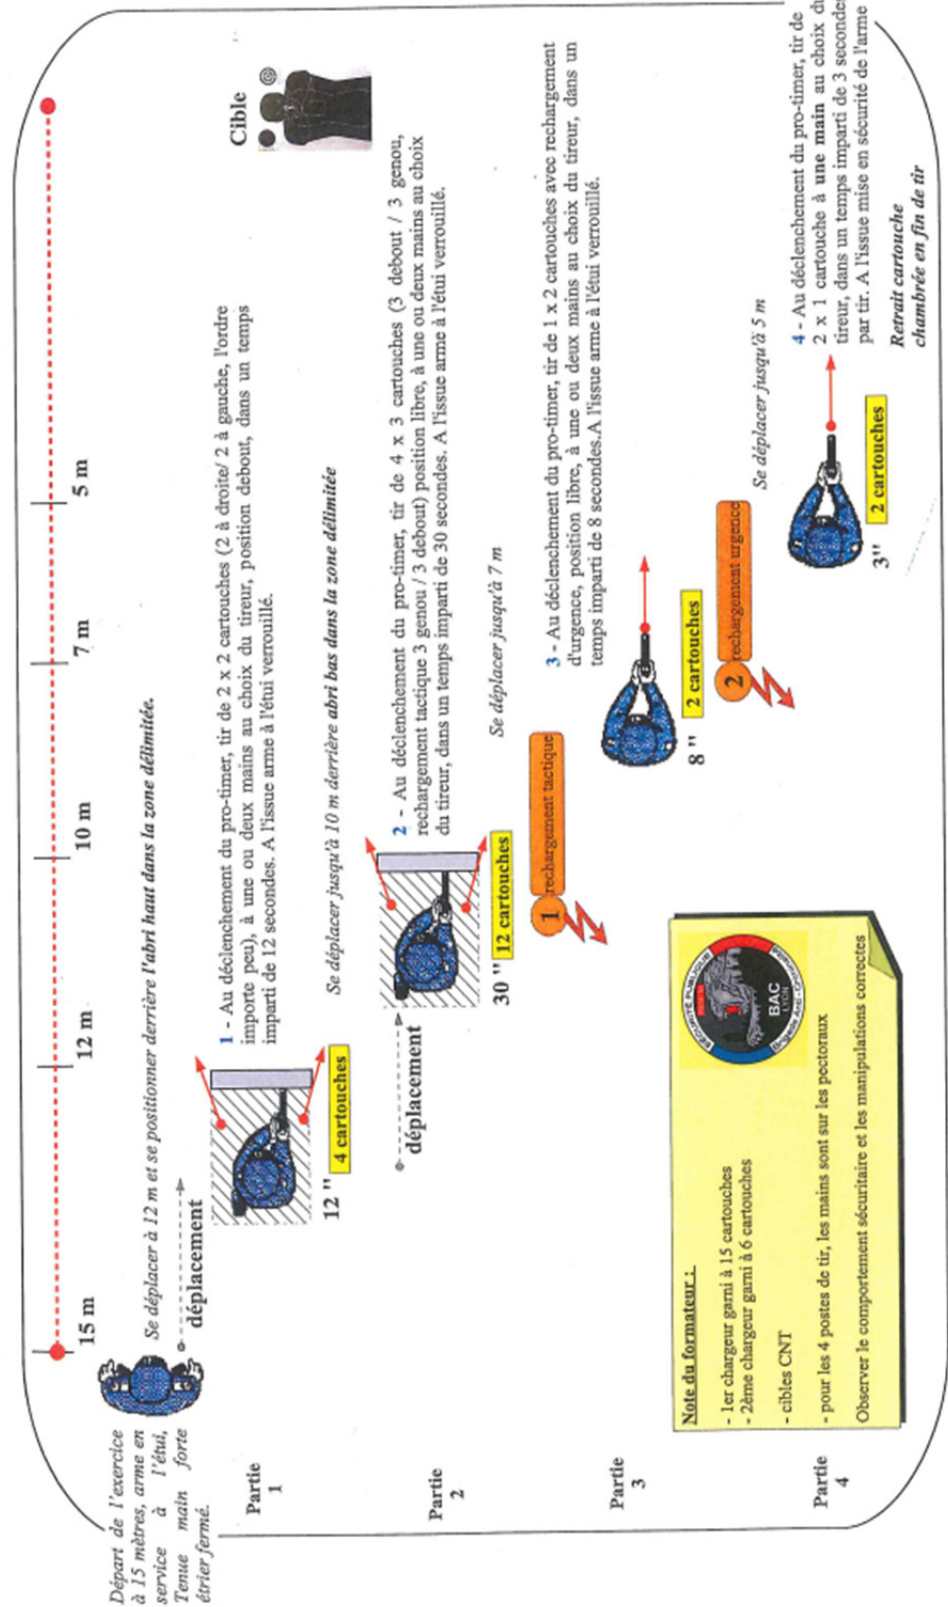 Départ de l'exercice
à 15 mètres, arme en
service à l'étui,
Tenue main forte
étrier fermé.
15 m
12 m
10 m
7 m
5 m
Se déplacer à 12 m et se positionner derrière l'abri haut dans la zone délimitée.
déplacement
Cible
Partie
1
1 - Au déclenchement du pro-timer, tir de 2 x 2 cartouches (2 à droite/ 2 à gauche, l'ordre
importe peu), à une ou deux mains au choix du tireur, position debout, dans un temps
imparti de 12 secondes. A l'issue arme à l'étui verrouillé.
12 "
4 cartouches
Se déplacer jusqu'à 10 m derrière abri bas dans la zone délimitée
Partie
2
déplacement
2 - Au déclenchement du pro-timer, tir de 4 x 3 cartouches (3 debout / 3 genou,
rechargement tactique 3 genou / 3 debout) position libre, à une ou deux mains au choix
du tireur, dans un temps imparti de 30 secondes. A l'issue arme à l'étui verrouillé.
30 "
12 cartouches
Se déplacer jusqu'à 7 m
1 rechargement tactique
Partie
3
3 - Au déclenchement du pro-timer, tir de 1 x 2 cartouches avec rechargement
d'urgence, position libre, à une ou deux mains au choix du tireur, dans un
temps imparti de 8 secondes.A l'issue arme à l'étui verrouillé.
8 "
2 cartouches
2 rechargement urgence
Se déplacer jusqu'à 5 m
Partie
4
4 - Au déclenchement du pro-timer, tir de
2 x 1 cartouche à une main au choix du
tireur, dans un temps imparti de 3 secondes
par tir. A l'issue mise en sécurité de l'arme
3"
2 cartouches
Retrait cartouche
chambrée en fin de tir
Note du formateur :
- 1er chargeur garni à 15 cartouches
- 2ème chargeur garni à 6 cartouches
- cibles CNT
- pour les 4 postes de tir, les mains sont sur les pectoraux
Observer le comportement sécuritaire et les manipulations correctes
SÉCURITÉ PUBLIQUE
BAC
LYON